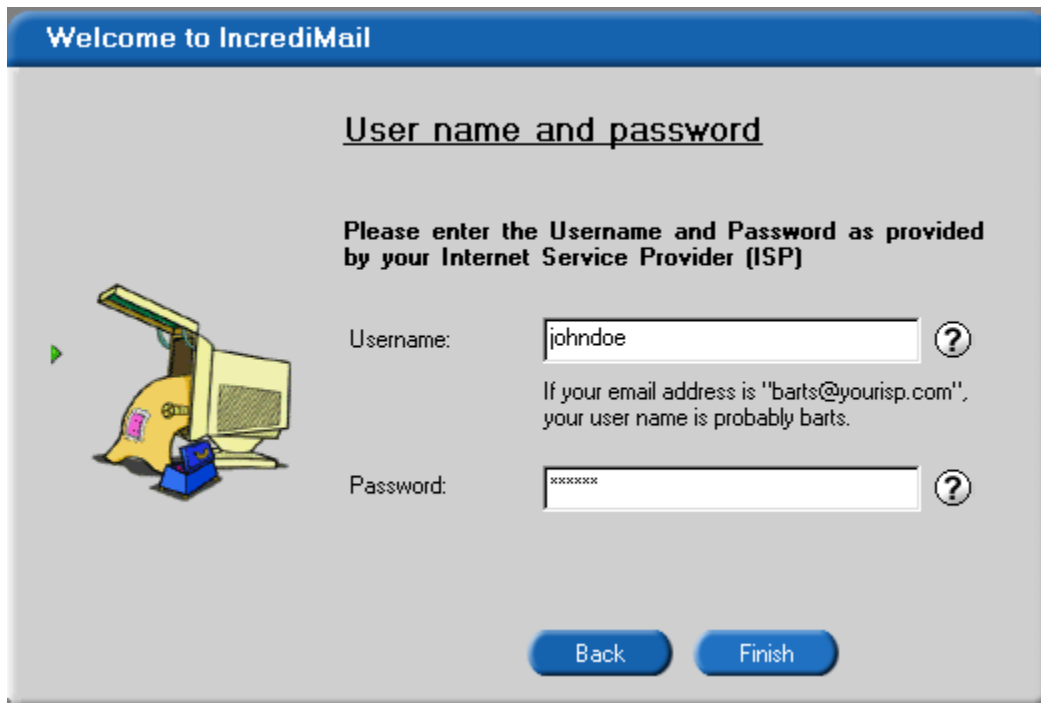 Welcome to IncrediMail
User name and password
Please enter the Username and Password as provided
by your Internet Service Provider (ISP)
Username:
johndoe
?
If your email address is "barts@yourisp.com",
your user name is probably barts.
Password:
××××××
?
Back
Finish